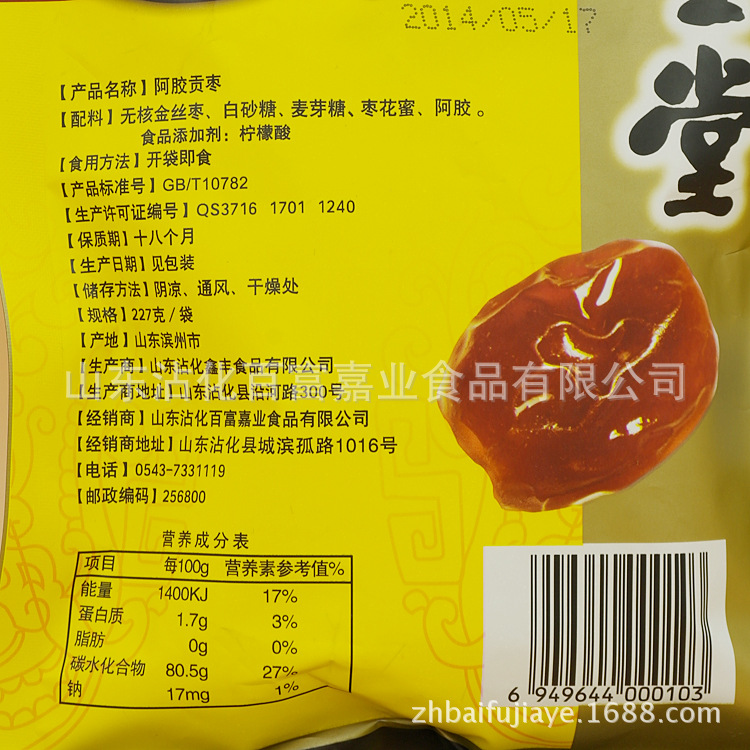 2014/05/17
堂
【产品名称】阿胶贡枣
【配料】无核金丝枣、白砂糖、麦芽糖、枣花蜜、阿胶。
食品添加剂：柠檬酸
【食用方法】开袋即食
【产品标准号】GB/T10782
【生产许可证编号】QS3716 1701 1240
【保质期】十八个月
【生产日期】见包装
【储存方法】阴凉、通风、干燥处
【规格】227克/袋
【产地】山东滨州市
【生产商】山东沾化鑫丰食品有限公司
山东沾化百富嘉业食品有限公司
【生产商地址】山东沾化县沿河路300号
【经销商】山东沾化百富嘉业食品有限公司
【经销商地址】山东沾化县城滨孤路1016号
【电话】0543-7331119
【邮政编码】256800
营养成分表
项目 每100g 营养素参考值%
能量 1400KJ 17%
蛋白质 1.7g 3%
脂肪 0g 0%
碳水化合物 80.5g 27%
钠 17mg 1%
6 949644 000103
zhbaifujiaye.1688.com